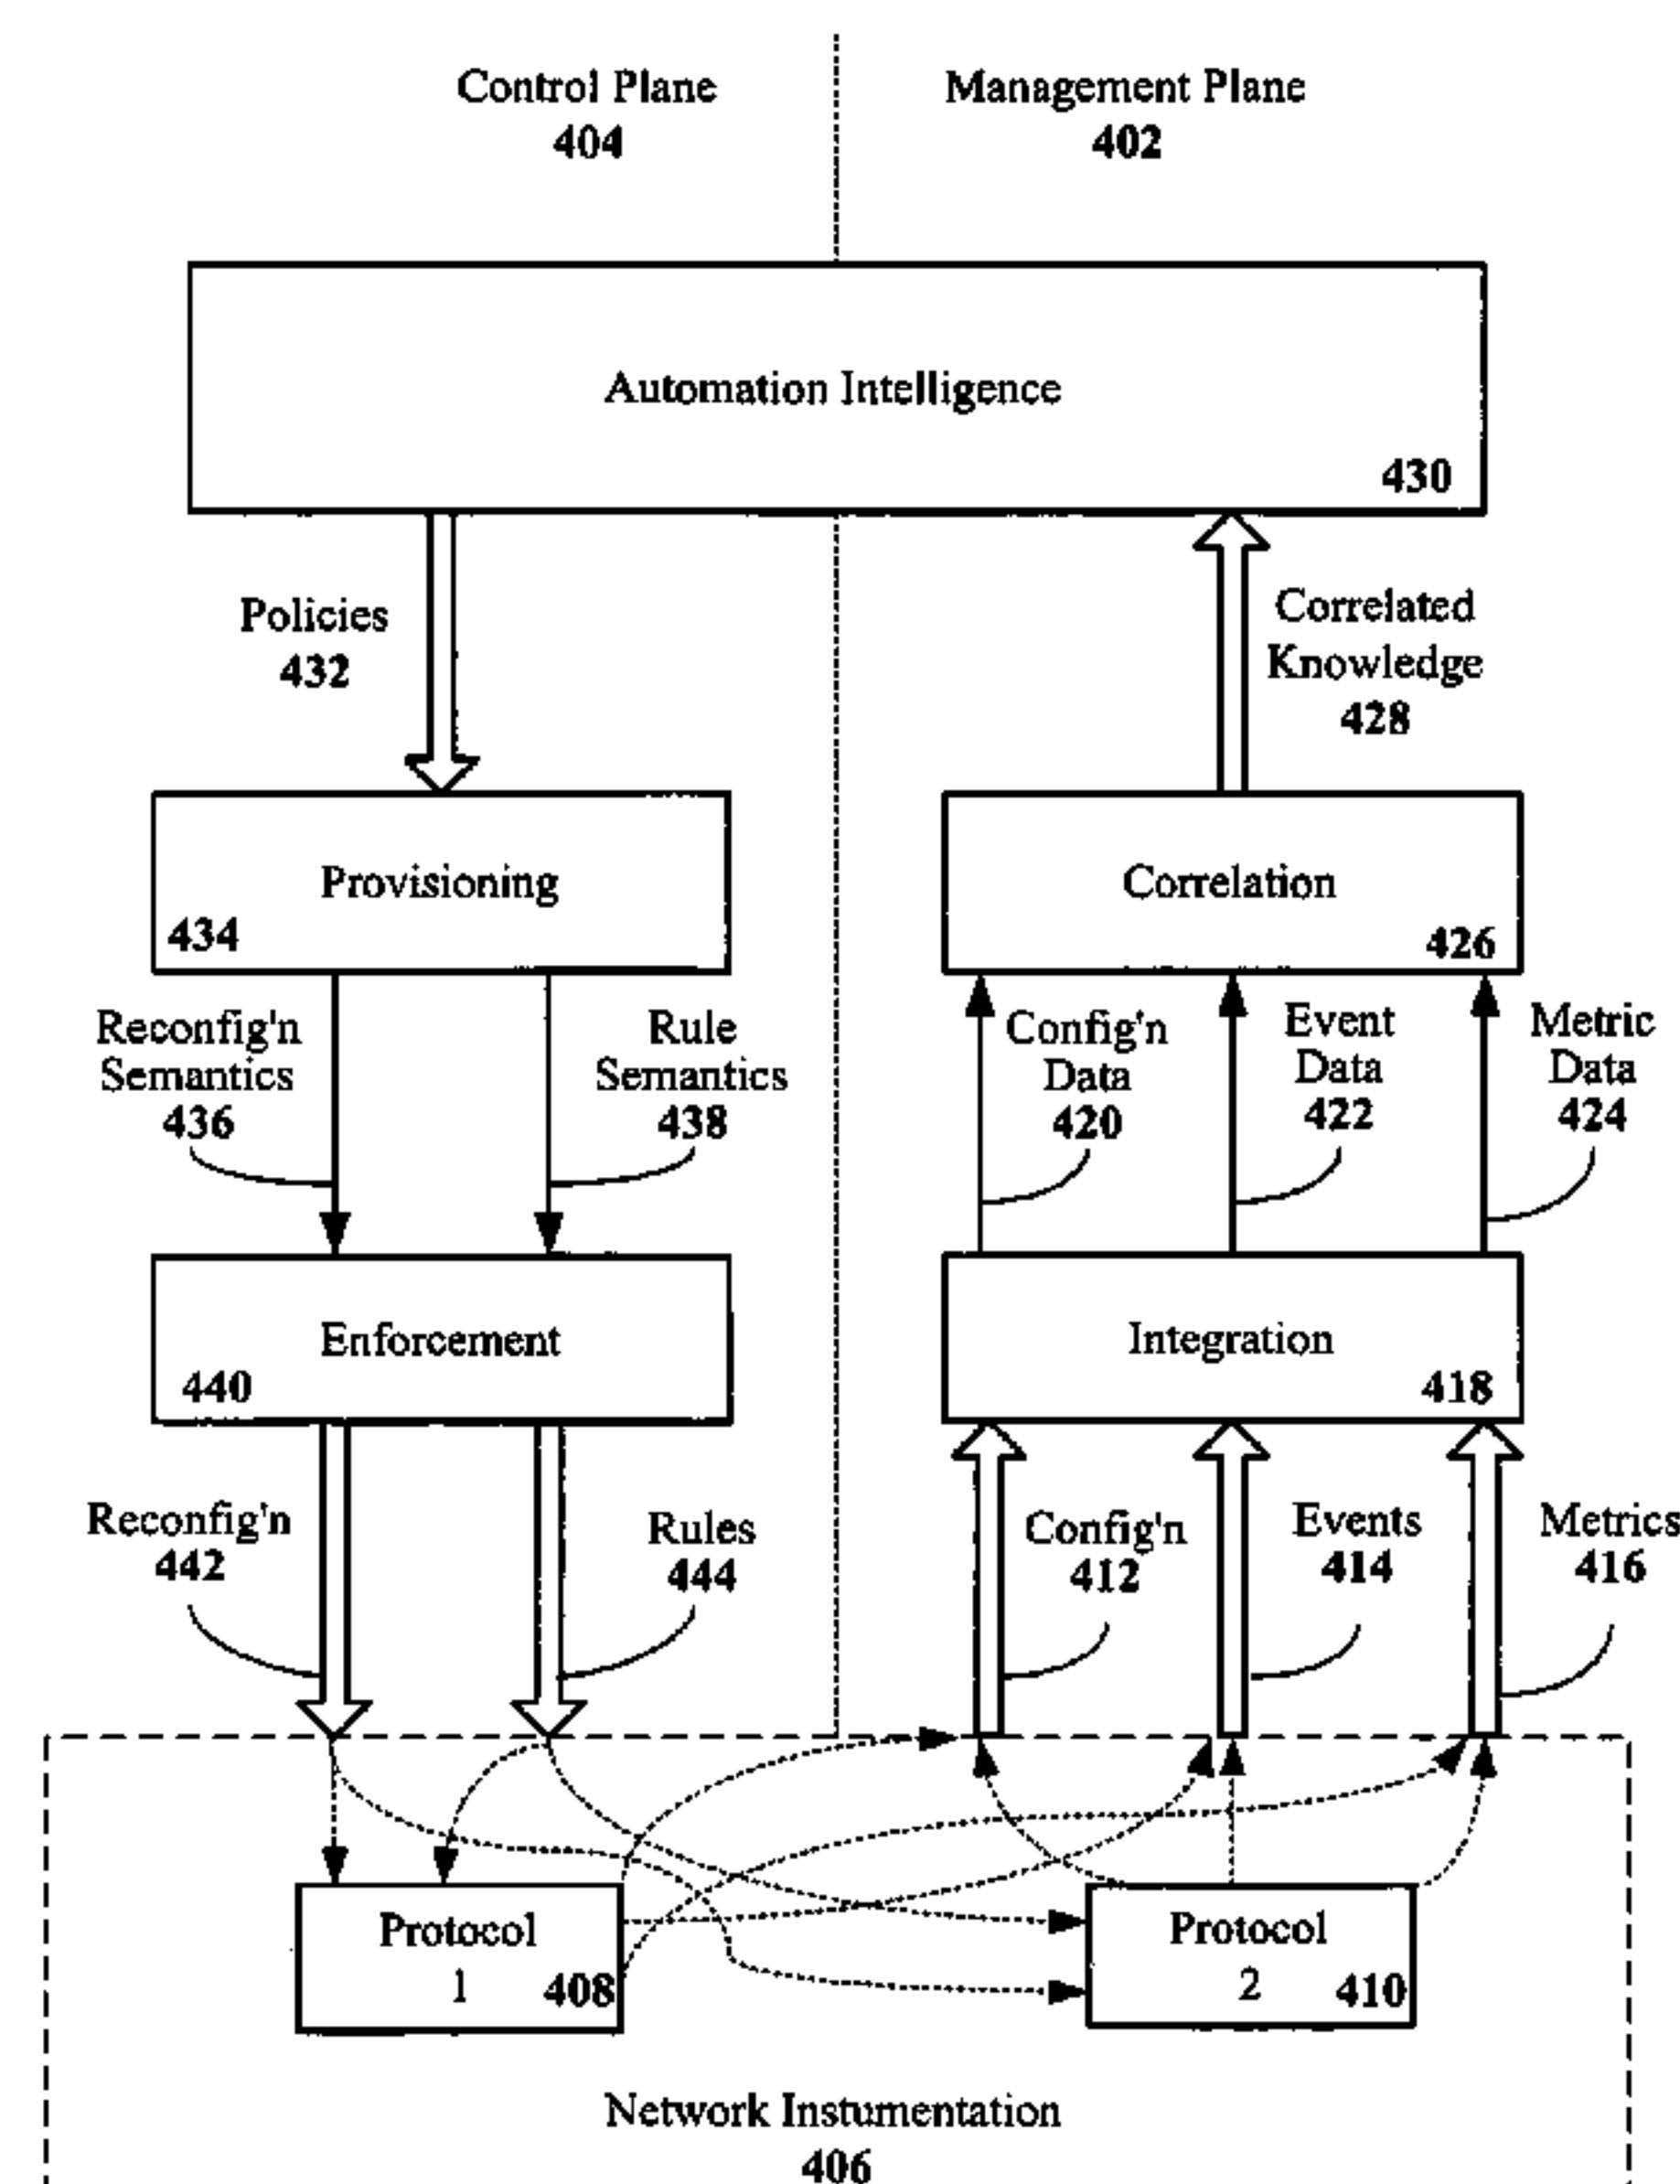 Control Plane
404
Management Plane
402
Automation Intelligence
430
Policies
432
Correlated
Knowledge
428
Provisioning
434
Correlation
426
Reconfig'n
Semantics
436
Rule
Semantics
438
Config'n
Data
420
Event
Data
422
Metric
Data
424
Enforcement
440
Integration
418
Reconfig'n
442
Rules
444
Config'n
412
Events
414
Metrics
416
Protocol
1
408
Protocol
2
410
Network Instumentation
406